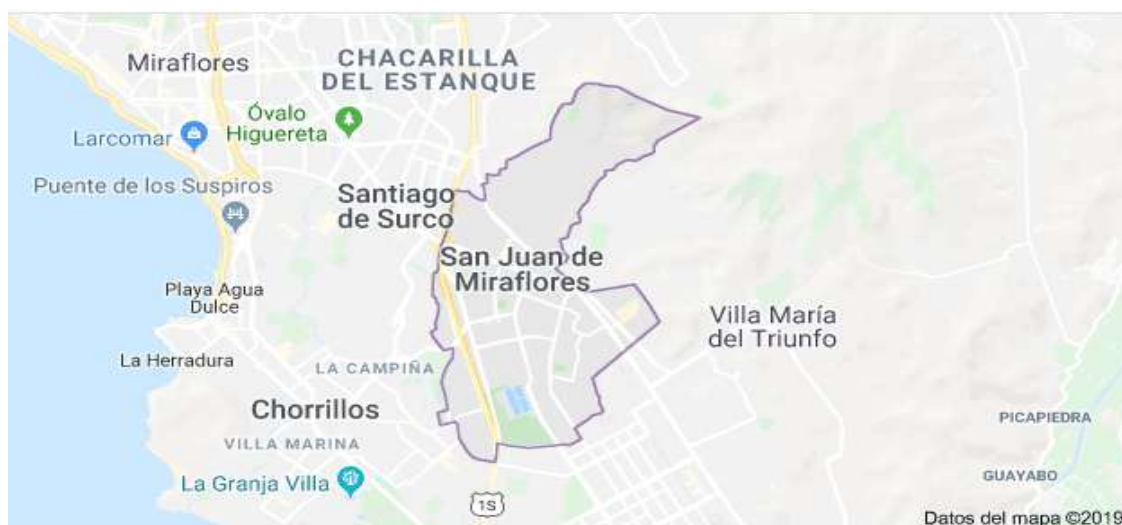 Miraflores
CHACARILLA
DEL ESTANQUE
Óvalo
Higuereta
Larcomar
Puente de los Suspiros
Santiago
de Surco
San Juan de
Miraflores
Playa Agua
Dulce
Villa María
del Triunfo
La Herradura
LA CAMPIÑA
Chorrillos
PICAPIEDRA
VILLA MARINA
La Granja Villa
GUAYABO
1S
Datos del mapa ©2019